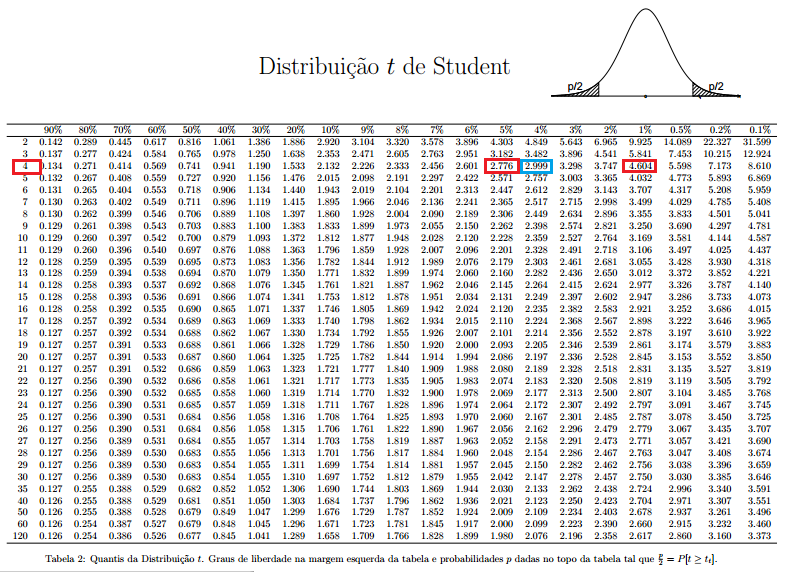 Distribuição t de Student
p/2 p/2
90% 80% 70% 60% 50% 40% 30% 20% 10% 9% 8% 7% 6% 5% 4% 3% 2% 1% 0.5% 0.2% 0.1%
2 0.142 0.289 0.445 0.617 0.816 1.061 1.386 1.886 2.920 3.104 3.320 3.578 3.896 4.303 4.849 5.643 6.965 9.925 14.089 22.327 31.599
3 0.137 0.277 0.424 0.584 0.765 0.978 1.250 1.638 2.353 2.471 2.605 2.763 2.951 3.182 3.482 3.896 4.541 5.841 7.453 10.215 12.924
4 0.134 0.271 0.414 0.569 0.741 0.941 1.190 1.533 2.132 2.226 2.333 2.456 2.601 2.776 2.999 3.298 3.747 4.604 5.598 7.173 8.610
5 0.132 0.267 0.408 0.559 0.727 0.920 1.156 1.476 2.015 2.098 2.191 2.297 2.422 2.571 2.757 3.003 3.365 4.032 4.773 5.893 6.869
6 0.131 0.265 0.404 0.553 0.718 0.906 1.134 1.440 1.943 2.019 2.104 2.201 2.313 2.447 2.612 2.829 3.143 3.707 4.317 5.208 5.959
7 0.130 0.263 0.402 0.549 0.711 0.896 1.119 1.415 1.895 1.966 2.046 2.136 2.241 2.365 2.517 2.715 2.998 3.499 4.029 4.785 5.408
8 0.130 0.262 0.399 0.546 0.706 0.889 1.108 1.397 1.860 1.928 2.004 2.090 2.189 2.306 2.449 2.634 2.896 3.355 3.833 4.501 5.041
9 0.129 0.261 0.398 0.543 0.703 0.883 1.100 1.383 1.833 1.899 1.973 2.055 2.150 2.262 2.398 2.574 2.821 3.250 3.690 4.297 4.781
10 0.129 0.260 0.397 0.542 0.700 0.879 1.093 1.372 1.812 1.877 1.948 2.028 2.120 2.228 2.359 2.527 2.764 3.169 3.581 4.144 4.587
11 0.129 0.260 0.396 0.540 0.697 0.876 1.088 1.363 1.796 1.859 1.928 2.007 2.096 2.201 2.328 2.491 2.718 3.106 3.497 4.025 4.437
12 0.128 0.259 0.395 0.539 0.695 0.873 1.083 1.356 1.782 1.844 1.912 1.989 2.076 2.179 2.303 2.461 2.681 3.055 3.428 3.930 4.318
13 0.128 0.259 0.394 0.538 0.694 0.870 1.079 1.350 1.771 1.832 1.899 1.974 2.060 2.160 2.282 2.436 2.650 3.012 3.372 3.852 4.221
14 0.128 0.258 0.393 0.537 0.692 0.868 1.076 1.345 1.761 1.821 1.887 1.962 2.046 2.145 2.264 2.415 2.624 2.977 3.326 3.787 4.140
15 0.128 0.258 0.393 0.536 0.691 0.866 1.074 1.341 1.753 1.812 1.878 1.951 2.034 2.131 2.249 2.397 2.602 2.947 3.286 3.733 4.073
16 0.128 0.258 0.392 0.535 0.690 0.865 1.071 1.337 1.746 1.805 1.869 1.942 2.024 2.120 2.235 2.382 2.583 2.921 3.252 3.686 4.015
17 0.128 0.257 0.392 0.534 0.689 0.863 1.069 1.333 1.740 1.798 1.862 1.934 2.015 2.110 2.224 2.368 2.567 2.898 3.222 3.646 3.965
18 0.127 0.257 0.392 0.534 0.688 0.862 1.067 1.330 1.734 1.792 1.855 1.926 2.007 2.101 2.214 2.356 2.552 2.878 3.197 3.610 3.922
19 0.127 0.257 0.391 0.533 0.688 0.861 1.066 1.328 1.729 1.786 1.850 1.920 2.000 2.093 2.205 2.346 2.539 2.861 3.174 3.579 3.883
20 0.127 0.257 0.391 0.533 0.687 0.860 1.064 1.325 1.725 1.782 1.844 1.914 1.994 2.086 2.197 2.336 2.528 2.845 3.153 3.552 3.850
21 0.127 0.257 0.391 0.532 0.686 0.859 1.063 1.323 1.721 1.777 1.840 1.909 1.988 2.080 2.189 2.328 2.518 2.831 3.135 3.527 3.819
22 0.127 0.256 0.390 0.532 0.686 0.858 1.061 1.321 1.717 1.773 1.835 1.905 1.983 2.074 2.183 2.320 2.508 2.819 3.119 3.505 3.792
23 0.127 0.256 0.390 0.532 0.685 0.858 1.060 1.319 1.714 1.770 1.832 1.900 1.978 2.069 2.177 2.313 2.500 2.807 3.104 3.485 3.768
24 0.127 0.256 0.390 0.531 0.685 0.857 1.059 1.318 1.711 1.767 1.828 1.896 1.974 2.064 2.172 2.307 2.492 2.797 3.091 3.467 3.745
25 0.127 0.256 0.390 0.531 0.684 0.856 1.058 1.316 1.708 1.764 1.825 1.893 1.970 2.060 2.167 2.301 2.485 2.787 3.078 3.450 3.725
26 0.127 0.256 0.390 0.531 0.684 0.856 1.058 1.315 1.706 1.761 1.822 1.890 1.967 2.056 2.162 2.296 2.479 2.779 3.067 3.435 3.707
27 0.127 0.256 0.389 0.531 0.684 0.855 1.057 1.314 1.703 1.758 1.819 1.887 1.963 2.052 2.158 2.291 2.473 2.771 3.057 3.421 3.690
28 0.127 0.256 0.389 0.530 0.683 0.855 1.056 1.313 1.701 1.756 1.817 1.884 1.960 2.048 2.154 2.286 2.467 2.763 3.047 3.408 3.674
29 0.127 0.256 0.389 0.530 0.683 0.854 1.055 1.311 1.699 1.754 1.814 1.881 1.957 2.045 2.150 2.282 2.462 2.756 3.038 3.396 3.659
30 0.127 0.256 0.389 0.530 0.683 0.854 1.055 1.310 1.697 1.752 1.812 1.879 1.955 2.042 2.147 2.278 2.457 2.750 3.030 3.385 3.646
35 0.127 0.255 0.388 0.529 0.682 0.852 1.052 1.306 1.690 1.744 1.803 1.869 1.944 2.030 2.133 2.262 2.438 2.724 2.996 3.340 3.591
40 0.126 0.255 0.388 0.529 0.681 0.851 1.050 1.303 1.684 1.737 1.796 1.862 1.936 2.021 2.123 2.250 2.423 2.704 2.971 3.307 3.551
50 0.126 0.255 0.388 0.528 0.679 0.849 1.047 1.299 1.676 1.729 1.787 1.852 1.924 2.009 2.109 2.234 2.403 2.678 2.937 3.261 3.496
60 0.126 0.254 0.387 0.527 0.679 0.848 1.045 1.296 1.671 1.723 1.781 1.845 1.917 2.000 2.099 2.223 2.390 2.660 2.915 3.232 3.460
120 0.126 0.254 0.386 0.526 0.677 0.845 1.041 1.289 1.658 1.709 1.766 1.828 1.899 1.980 2.076 2.196 2.358 2.617 2.860 3.160 3.373
Tabela 2: Quantis da Distribuição t. Graus de liberdade na margem esquerda da tabela e probabilidades p dadas no topo da tabela tal que p/2 = P[t ≥ tₜ].